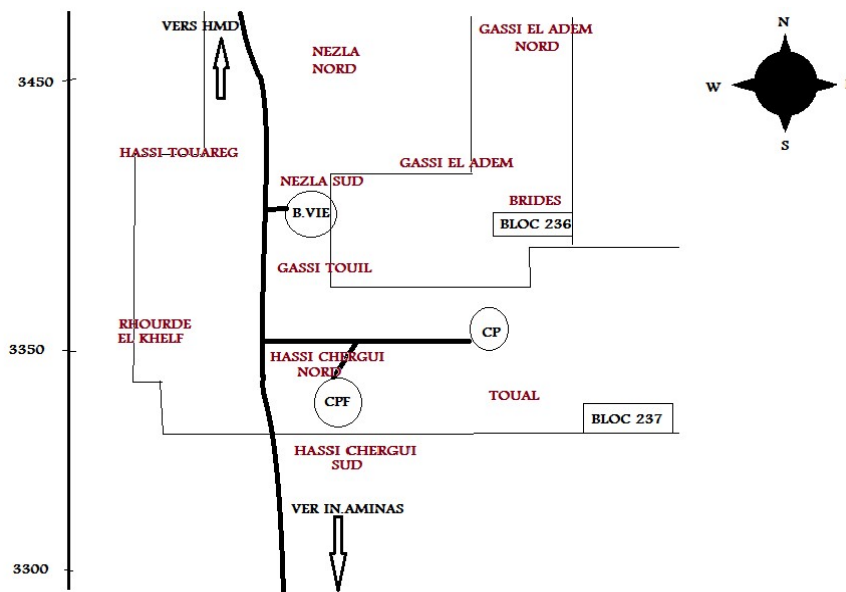 VERS HMD
NEZLA
NORD
GASSI EL ADEM
NORD
N
W
S
3450
HASSI TOUAREG
GASSI EL ADEM
NEZLA SUD
BRIDES
B.VIE
BLOC 236
GASSI TOUIL
RHOURDE
EL KHELF
CP
3350
HASSI CHERGUI
NORD
CPF
TOUAL
BLOC 237
HASSI CHERGUI
SUD
VER IN.AMINAS
3300